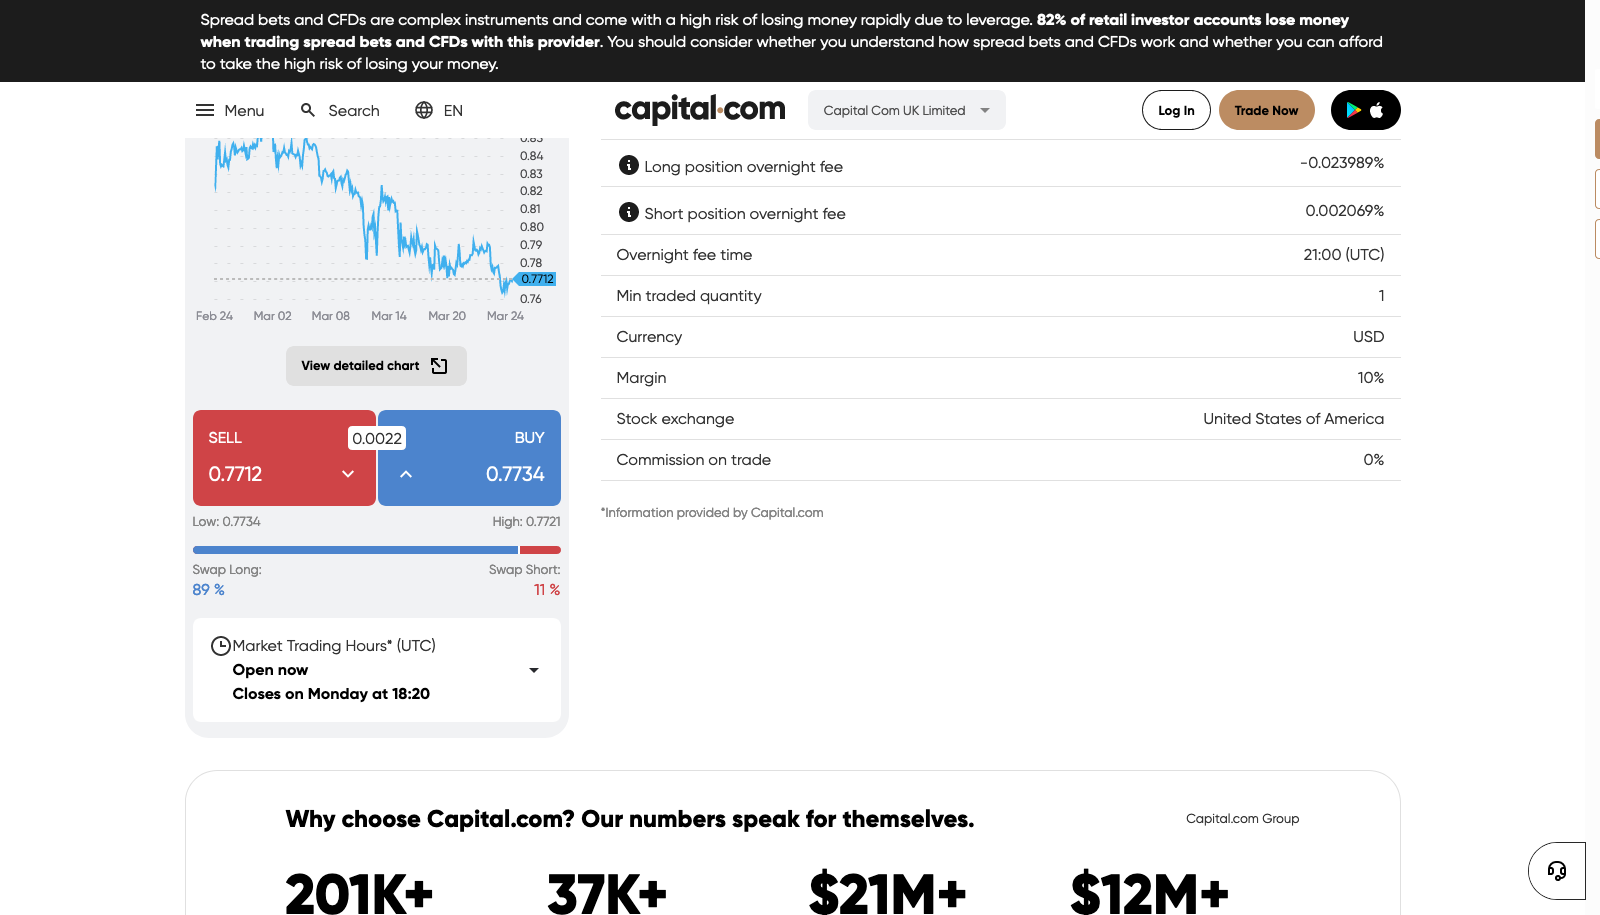 Spread bets and CFDs are complex instruments and come with a high risk of losing money rapidly due to leverage. 82% of retail investor accounts lose money
when trading spread bets and CFDs with this provider. You should consider whether you understand how spread bets and CFDs work and whether you can afford
to take the high risk of losing your money.
Menu
Search
EN
capital.com
Capital Com UK Limited
Log In
Trade Now
0.84
0.83
0.82
0.81
0.80
0.79
0.78
0.7712
0.76
Feb 24
Mar 02
Mar 08
Mar 14
Mar 20
Mar 24
View detailed chart
SELL
0.0022
BUY
0.7712
0.7734
Low: 0.7734
High: 0.7721
Swap Long:
Swap Short:
89 %
11 %
Market Trading Hours* (UTC)
Open now
Closes on Monday at 18:20
Long position overnight fee
-0.023989%
Short position overnight fee
0.002069%
Overnight fee time
21:00 (UTC)
Min traded quantity
1
Currency
USD
Margin
10%
Stock exchange
United States of America
Commission on trade
0%
*Information provided by Capital.com
Why choose Capital.com? Our numbers speak for themselves.
Capital.com Group
201K+
37K+
$21M+
$12M+